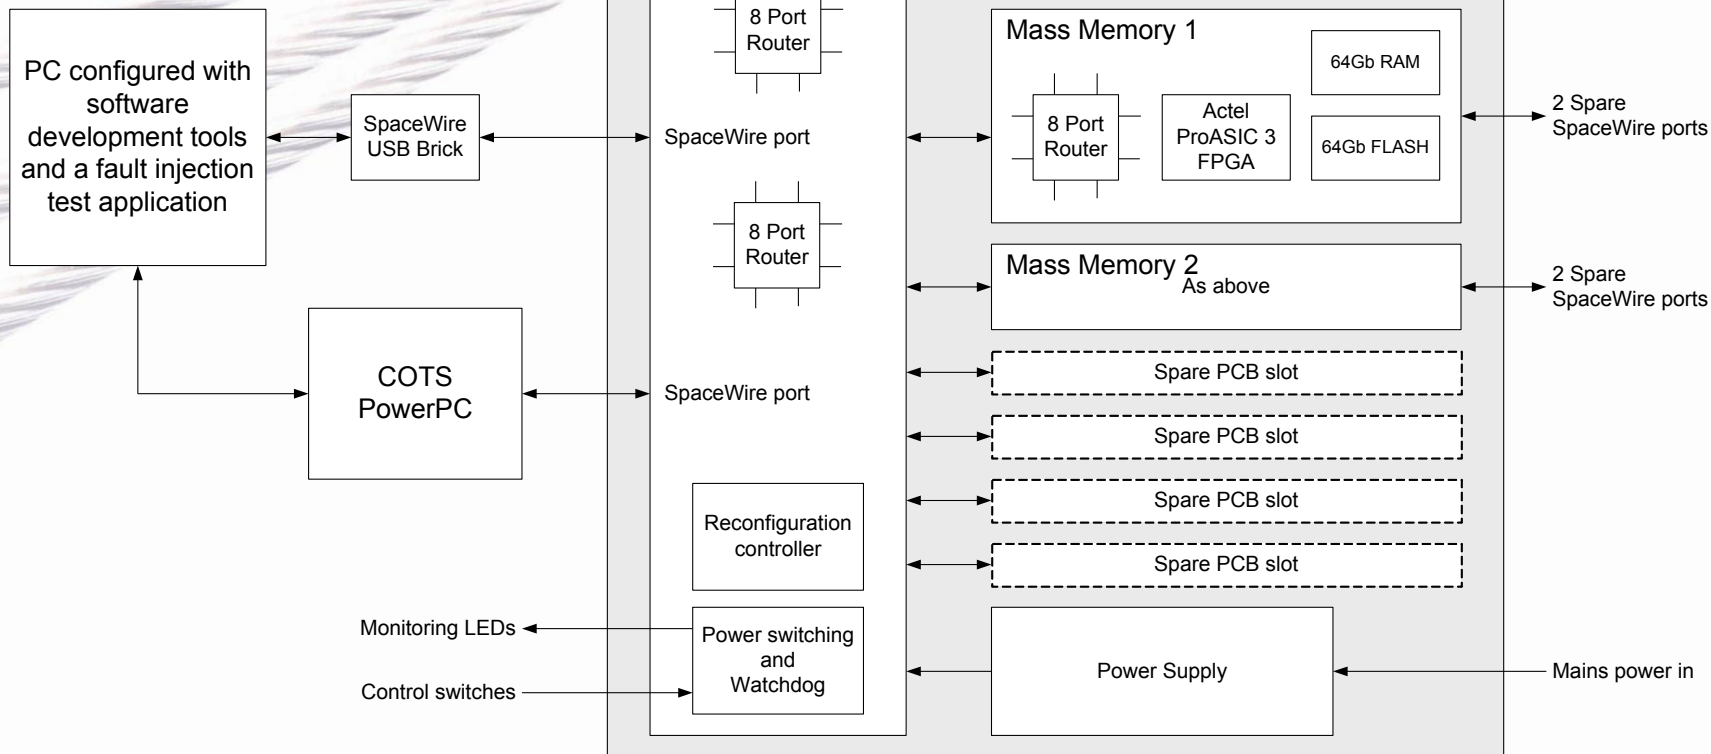 PC configured with
software
development tools
and a fault injection
test application
SpaceWire
USB Brick
COTS
PowerPC
Monitoring LEDs
Control switches
8 Port
Router
SpaceWire port
8 Port
Router
SpaceWire port
Reconfiguration
controller
Power switching
and
Watchdog
Mass Memory 1
8 Port
Router
Actel
ProASIC 3
FPGA
64Gb RAM
64Gb FLASH
2 Spare
SpaceWire ports
Mass Memory 2
As above
2 Spare
SpaceWire ports
Spare PCB slot
Spare PCB slot
Spare PCB slot
Spare PCB slot
Power Supply
Mains power in